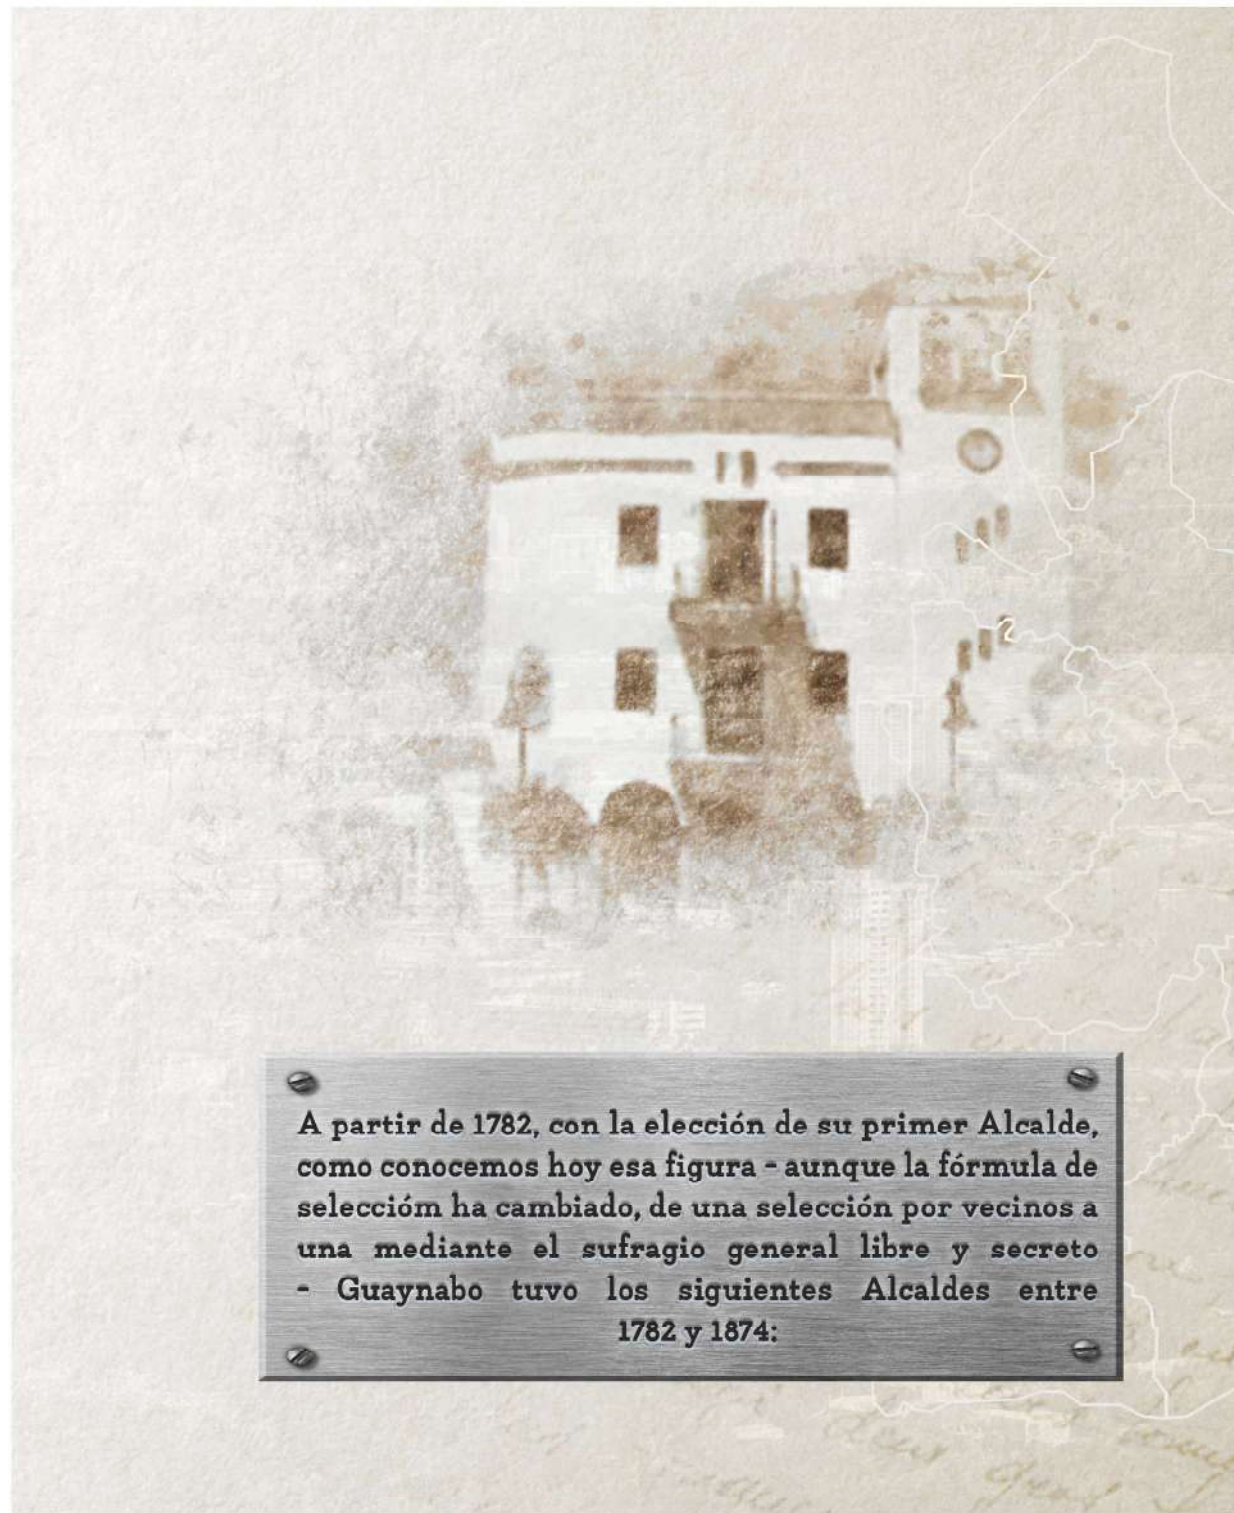 A partir de 1782, con la elección de su primer Alcalde,
como conocemos hoy esa figura - aunque la fórmula de
seleccióm ha cambiado, de una selección por vecinos a
una mediante el sufragio general libre y secreto
- Guaynabo tuvo los siguientes Alcaldes entre
1782 y 1874: